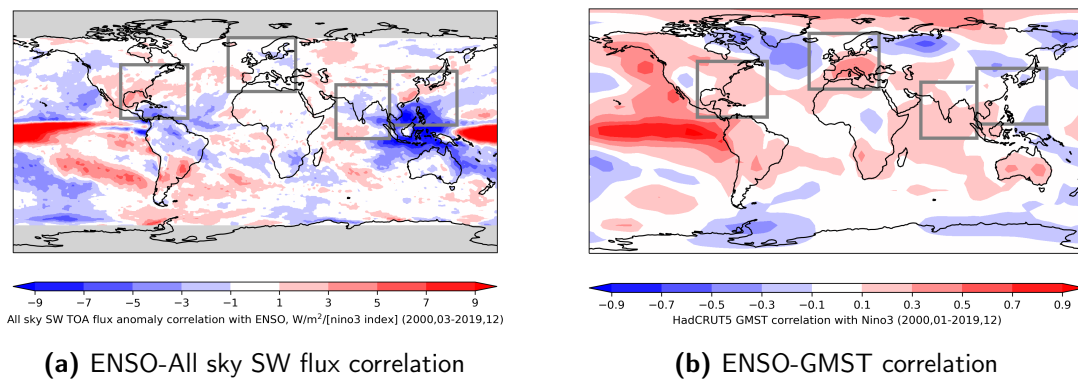 −9 −7 −5 −3 −1 1 3 5 7 9
All sky SW TOA flux anomaly correlation with ENSO, W/m²/[nino3 index] (2000,03-2019,12)
(a) ENSO-All sky SW flux correlation
−0.9 −0.7 −0.5 −0.3 −0.1 0.1 0.3 0.5 0.7 0.9
HadCRUT5 GMST correlation with Nino3 (2000,01-2019,12)
(b) ENSO-GMST correlation